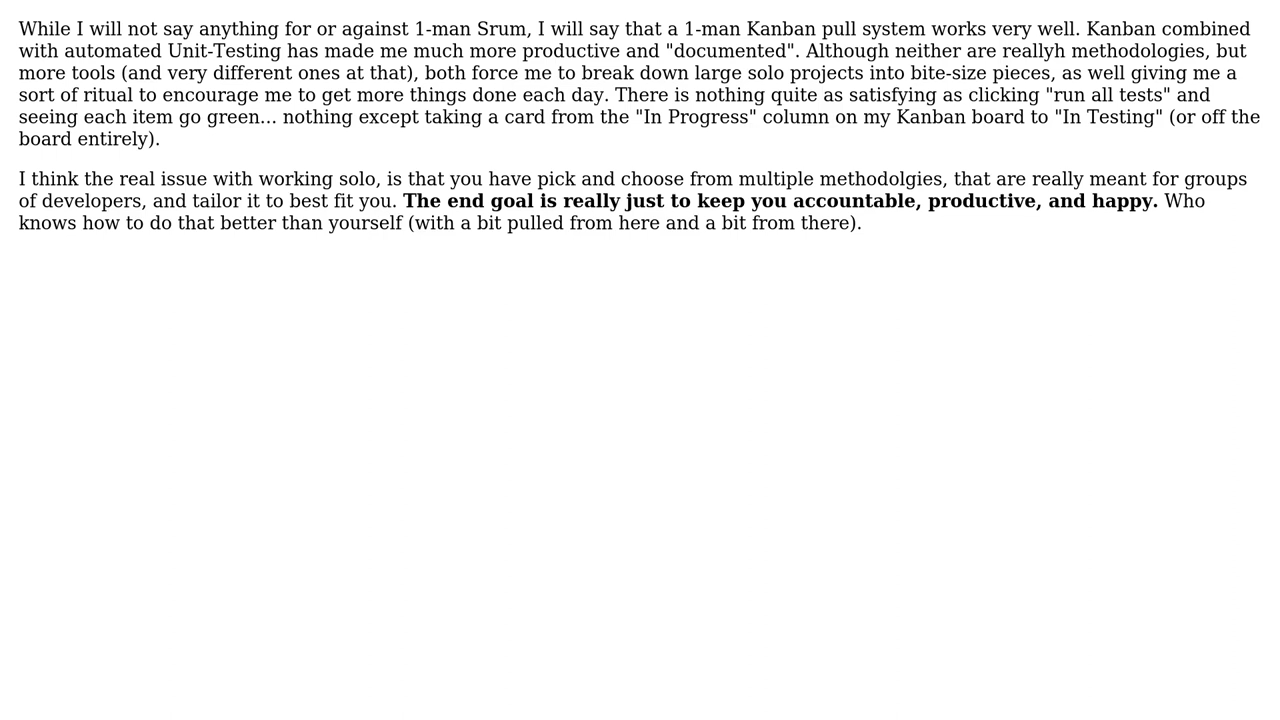 While I will not say anything for or against 1-man Srum, I will say that a 1-man Kanban pull system works very well. Kanban combined
with automated Unit-Testing has made me much more productive and "documented". Although neither are reallyh methodologies, but
more tools (and very different ones at that), both force me to break down large solo projects into bite-size pieces, as well giving me a
sort of ritual to encourage me to get more things done each day. There is nothing quite as satisfying as clicking "run all tests" and
seeing each item go green... nothing except taking a card from the "In Progress" column on my Kanban board to "In Testing" (or off the
board entirely).
I think the real issue with working solo, is that you have pick and choose from multiple methodolgies, that are really meant for groups
of developers, and tailor it to best fit you. The end goal is really just to keep you accountable, productive, and happy. Who
knows how to do that better than yourself (with a bit pulled from here and a bit from there).